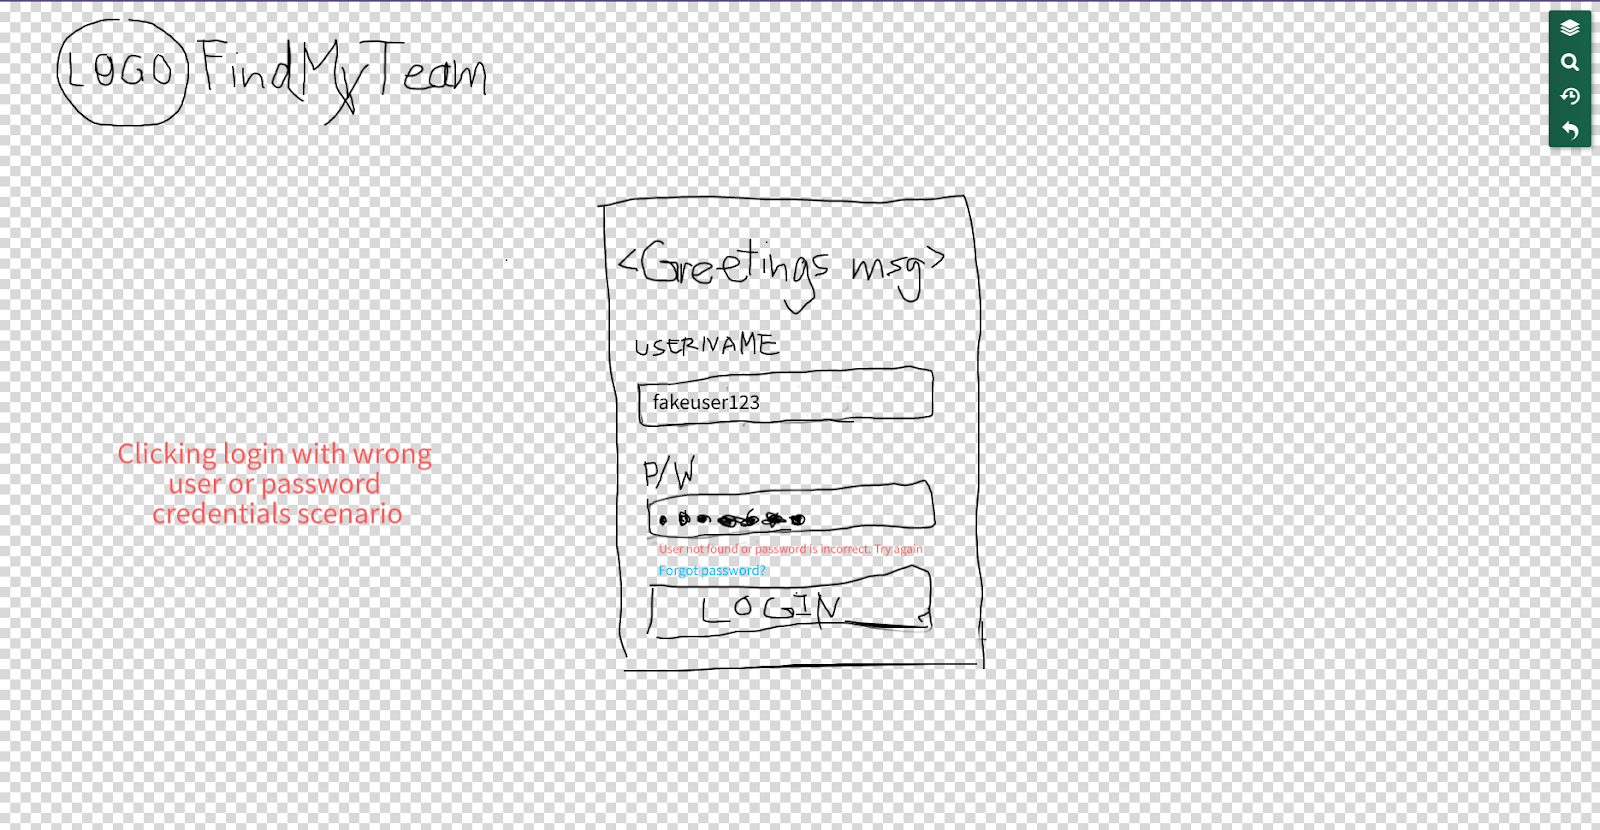 LOGO FindMyTeam
<Greetings msg>
USERNAME
fakeuser123
Clicking login with wrong
user or password
credentials scenario
P/W
User not found or password is incorrect. Try again
Forgot password?
LOGIN